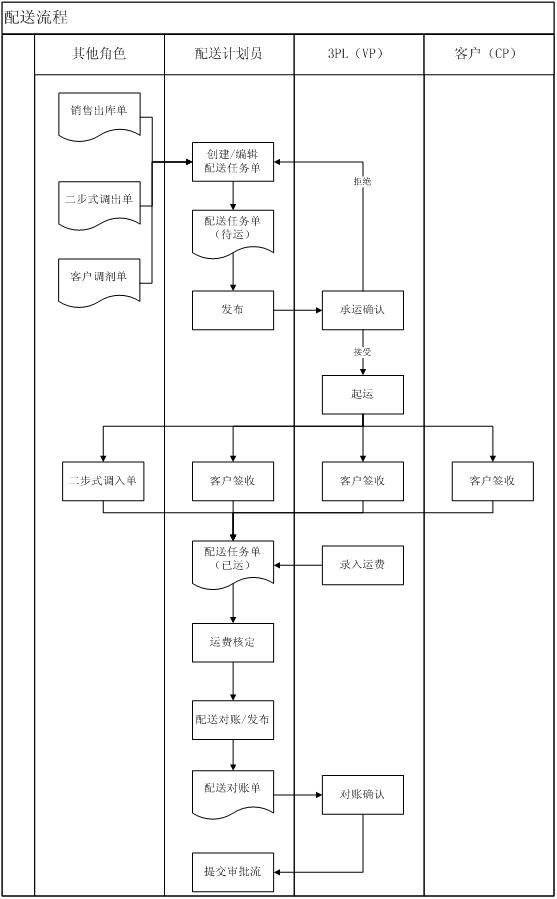 配送流程
其他角色
配送计划员
3PL（VP）
客户（CP）
销售出库单
创建/编辑
配送任务单
拒绝
二步式调出单
配送任务单
（待运）
客户调剂单
发布
承运确认
接受
起运
二步式调入单
客户签收
客户签收
客户签收
配送任务单
（已运）
录入运费
运费核定
配送对账/发布
配送对账单
对账确认
提交审批流